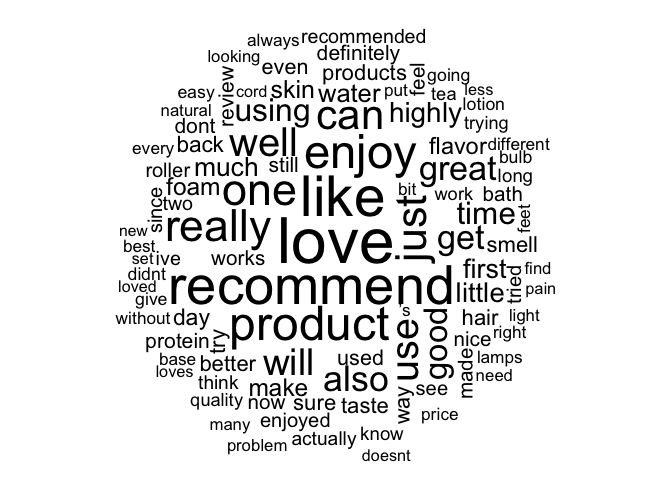 always recommended
looking definitely
even products feel going
easy cord skin water put tea less
natural review using can highly lotion
dont trying
every back well enjoy flavor different
roller much still great bulb
long
foam one like bit work bath
since two really just time feet
new love get smell
best
set ive works first find
didnt recommend tried
loved little pain
give
without day product s hair light
protein try use good nice right
base better will used made lamps
loves think make also way see need
quality now sure taste price
many enjoyed know
problem actually
doesnt